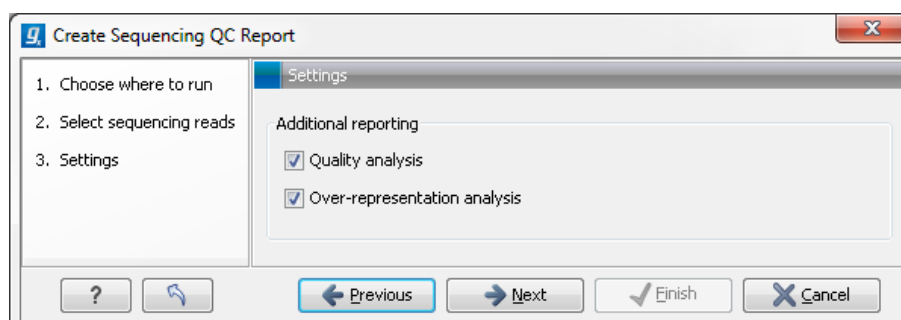 Create Sequencing QC Report
1. Choose where to run
2. Select sequencing reads
3. Settings
Settings
Additional reporting
Quality analysis
Over-representation analysis
?
Previous
Next
Finish
Cancel